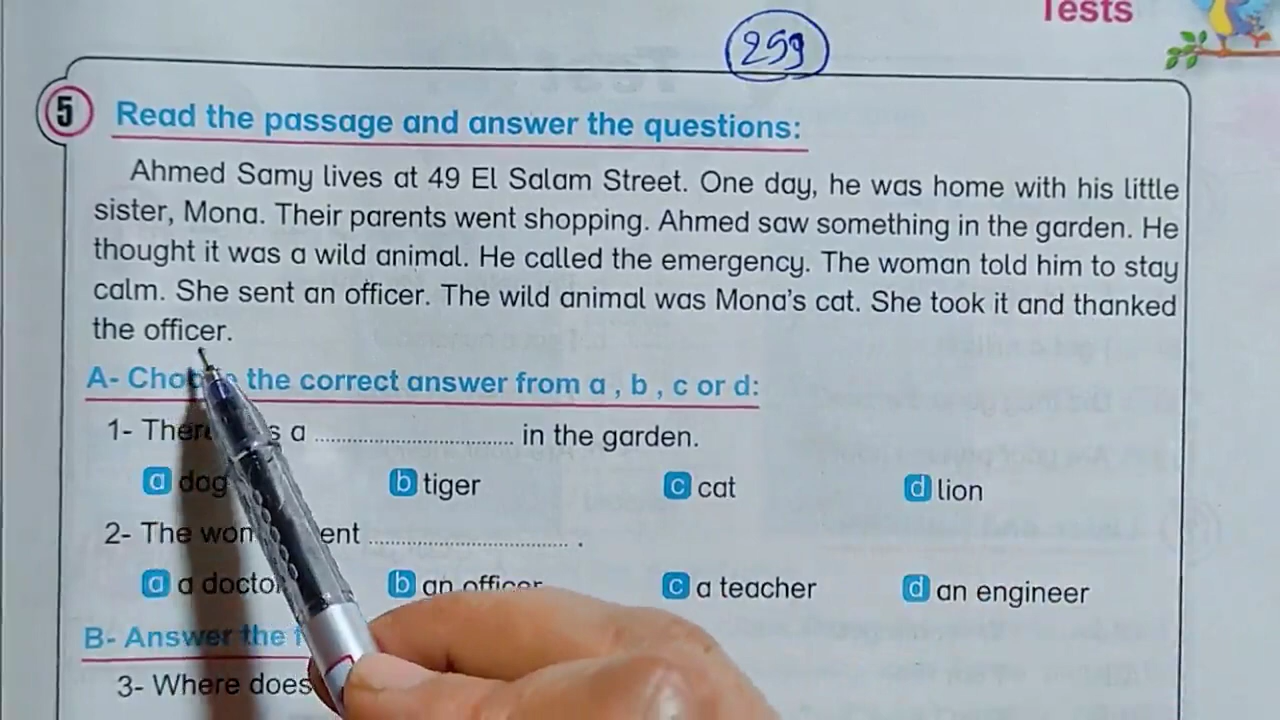 Tests
259
5 Read the passage and answer the questions:
Ahmed Samy lives at 49 El Salam Street. One day, he was home with his little
sister, Mona. Their parents went shopping. Ahmed saw something in the garden. He
thought it was a wild animal. He called the emergency. The woman told him to stay
calm. She sent an officer. The wild animal was Mona's cat. She took it and thanked
the officer.
A- Choose the correct answer from a , b , c or d:
1- There was a .............................. in the garden.
a dog b tiger c cat d lion
2- The woman sent .............................. .
a a doctor b an officer c a teacher d an engineer
B- Answer the
3- Where does